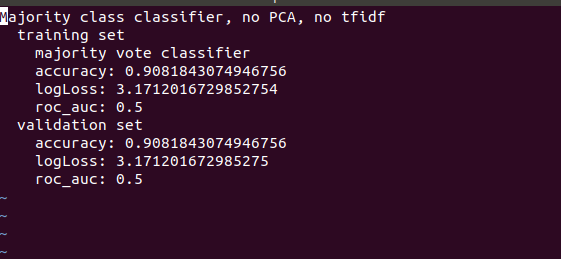 Majority class classifier, no PCA, no tfidf
  training set
    majority vote classifier
    accuracy: 0.9081843074946756
    logLoss: 3.1712016729852754
    roc_auc: 0.5
  validation set
    accuracy: 0.9081843074946756
    logLoss: 3.171201672985275
    roc_auc: 0.5
~
~
~
~